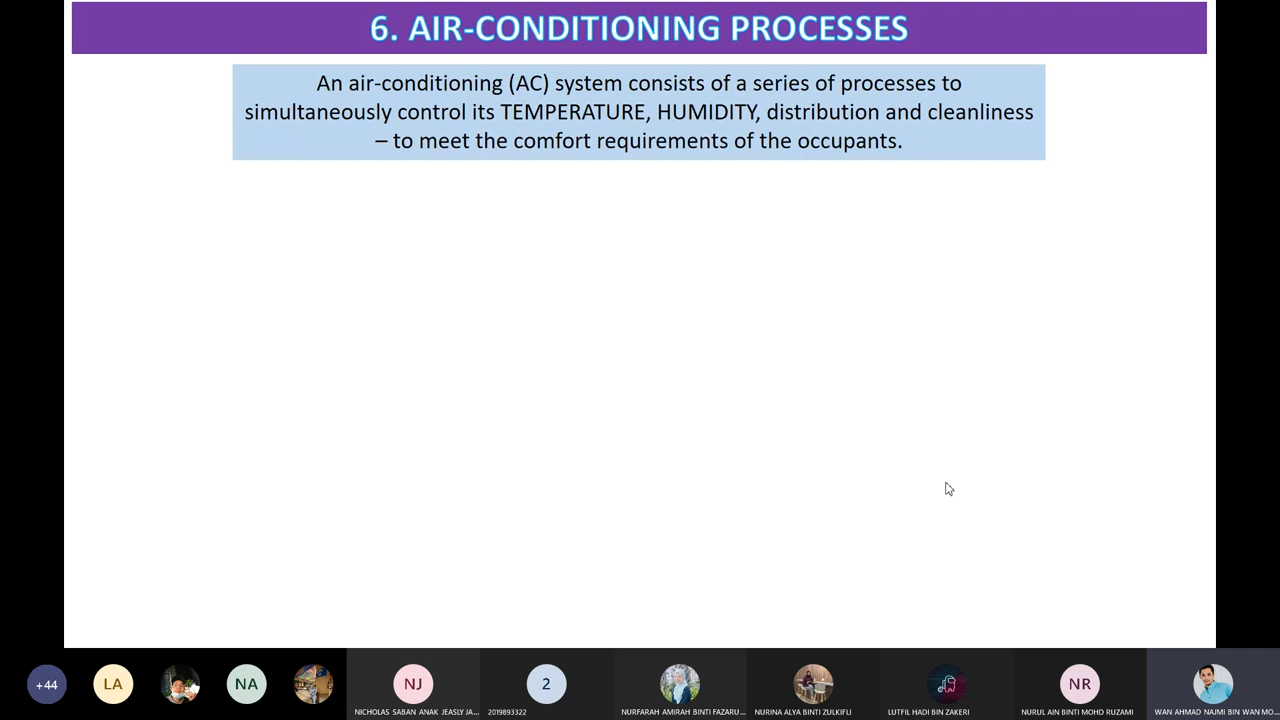 6. AIR-CONDITIONING PROCESSES
An air-conditioning (AC) system consists of a series of processes to
simultaneously control its TEMPERATURE, HUMIDITY, distribution and cleanliness
– to meet the comfort requirements of the occupants.
+44
LA
NA
NJ
2
NR
NICHOLAS SABAN ANAK JEASLY JA...
2019893322
NURFARAH AMIRAH BINTI FAZARU...
NURINA ALYA BINTI ZULKIFLI
LUTFIL HADI BIN ZAKERI
NURUL AIN BINTI MOHD RUZAMI
WAN AHMAD NAJMI BIN WAN MO...